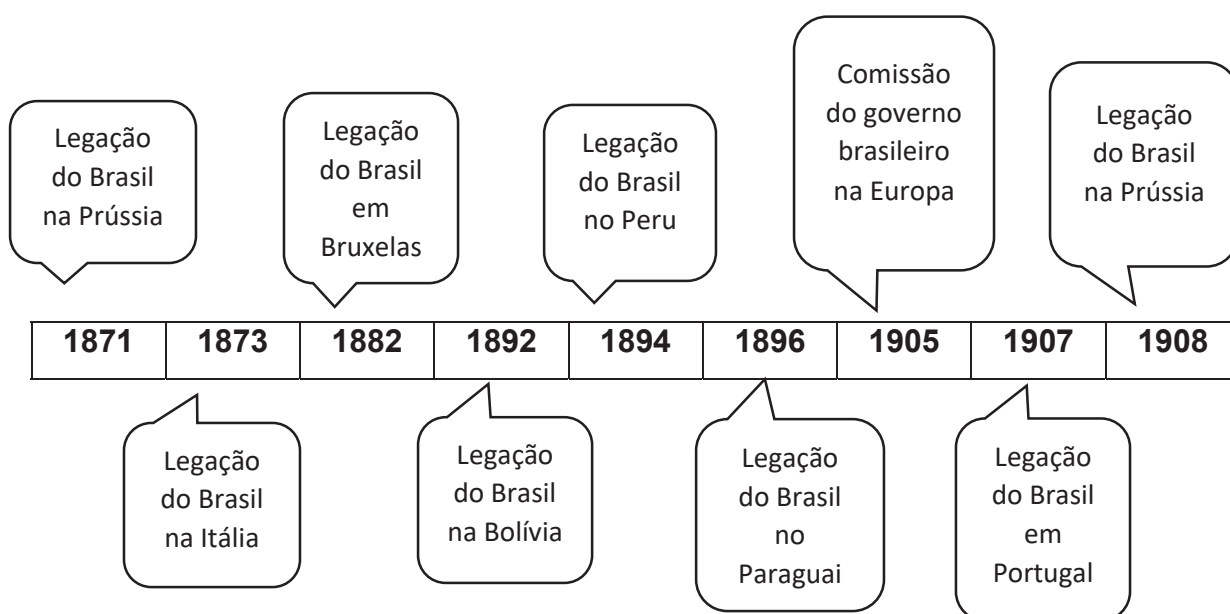 Legação
do Brasil
na Prússia
Legação
do Brasil
em
Bruxelas
Legação
do Brasil
no Peru
Comissão
do governo
brasileiro
na Europa
Legação
do Brasil
na Prússia
1871 1873 1882 1892 1894 1896 1905 1907 1908
Legação
do Brasil
na Itália
Legação
do Brasil
na Bolívia
Legação
do Brasil
no
Paraguai
Legação
do Brasil
em
Portugal